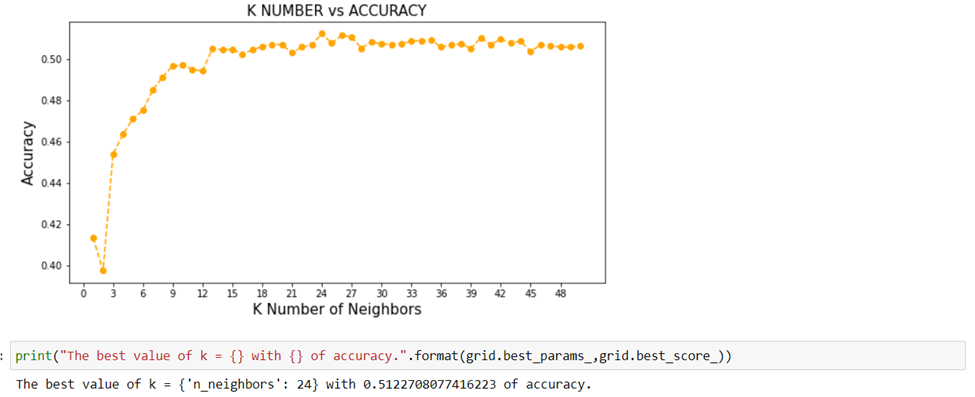 K NUMBER vs ACCURACY
Accuracy
0.50
0.48
0.46
0.44
0.42
0.40
0 3 6 9 12 15 18 21 24 27 30 33 36 39 42 45 48
K Number of Neighbors
: print("The best value of k = {} with {} of accuracy.".format(grid.best_params_,grid.best_score_))
The best value of k = {'n_neighbors': 24} with 0.5122708077416223 of accuracy.